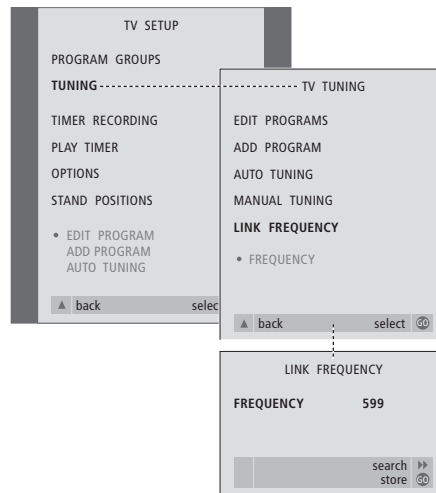 TV SETUP
PROGRAM GROUPS
TUNING
TIMER RECORDING
PLAY TIMER
OPTIONS
STAND POSITIONS
• EDIT PROGRAM
ADD PROGRAM
AUTO TUNING
▲ back selec
TV TUNING
EDIT PROGRAMS
ADD PROGRAM
AUTO TUNING
MANUAL TUNING
LINK FREQUENCY
• FREQUENCY
▲ back select GO
LINK FREQUENCY
FREQUENCY 599
search
store GO